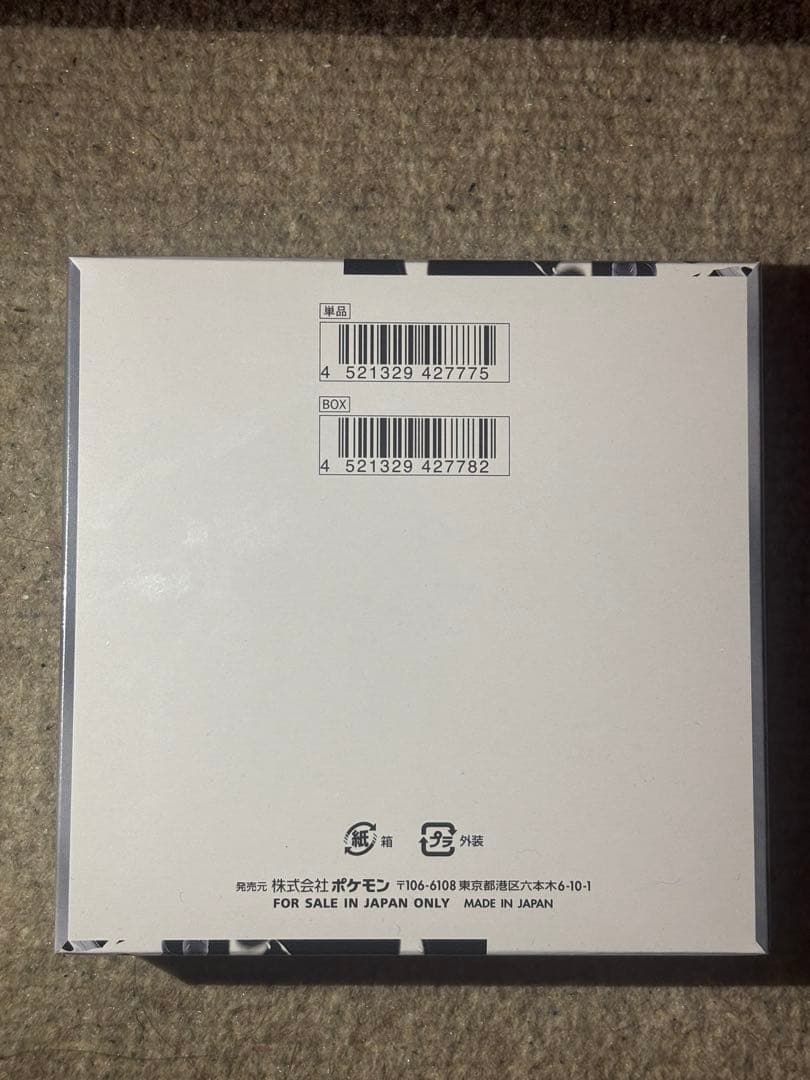 単品
4 521329 427775
BOX
4 521329 427782
紙 箱 プラ 外装
発売元 株式会社ポケモン 〒106-6108 東京都港区六本木6-10-1
FOR SALE IN JAPAN ONLY MADE IN JAPAN